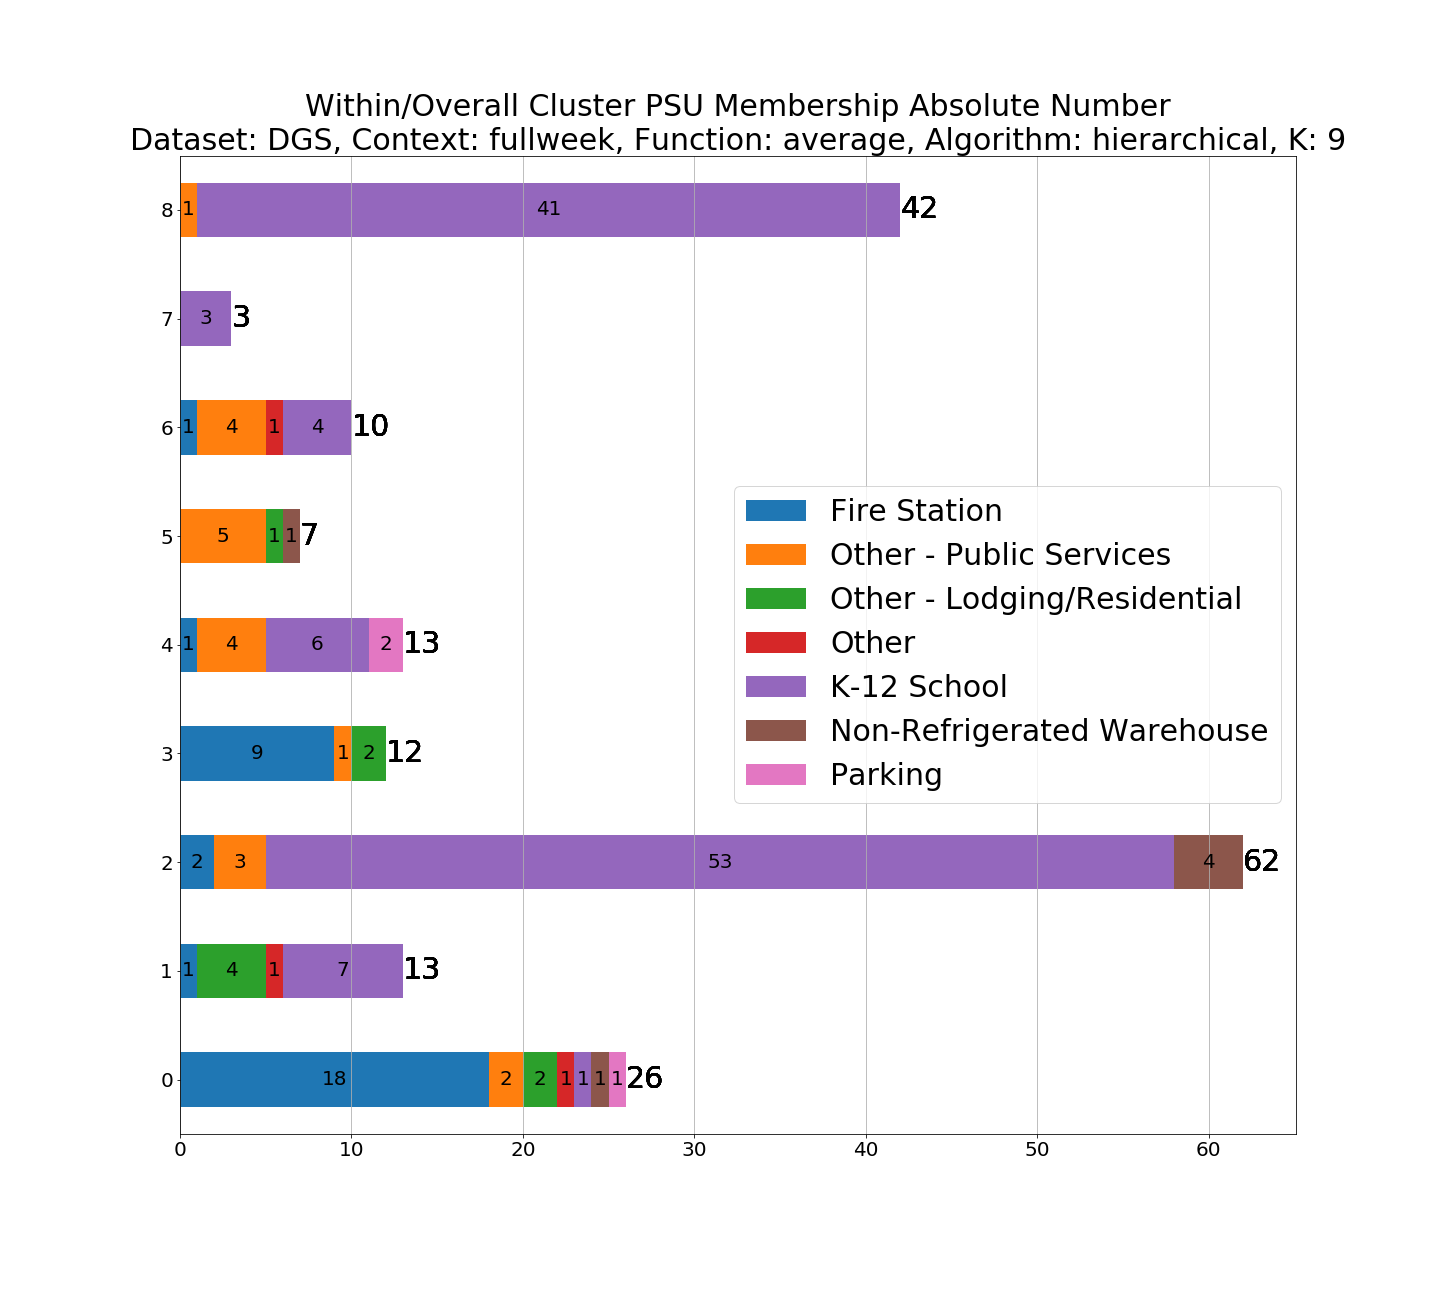 Within/Overall Cluster PSU Membership Absolute Number
Dataset: DGS, Context: fullweek, Function: average, Algorithm: hierarchical, K: 9
8 1 41 42
7 3 3
6 1 4 1 4 10
5 5 1 1 7
4 1 4 6 2 13
3 9 1 2 12
2 2 3 53 4 62
1 1 4 1 7 13
0 18 2 2 1 1 1 1 26
0 10 20 30 40 50 60
Fire Station
Other - Public Services
Other - Lodging/Residential
Other
K-12 School
Non-Refrigerated Warehouse
Parking